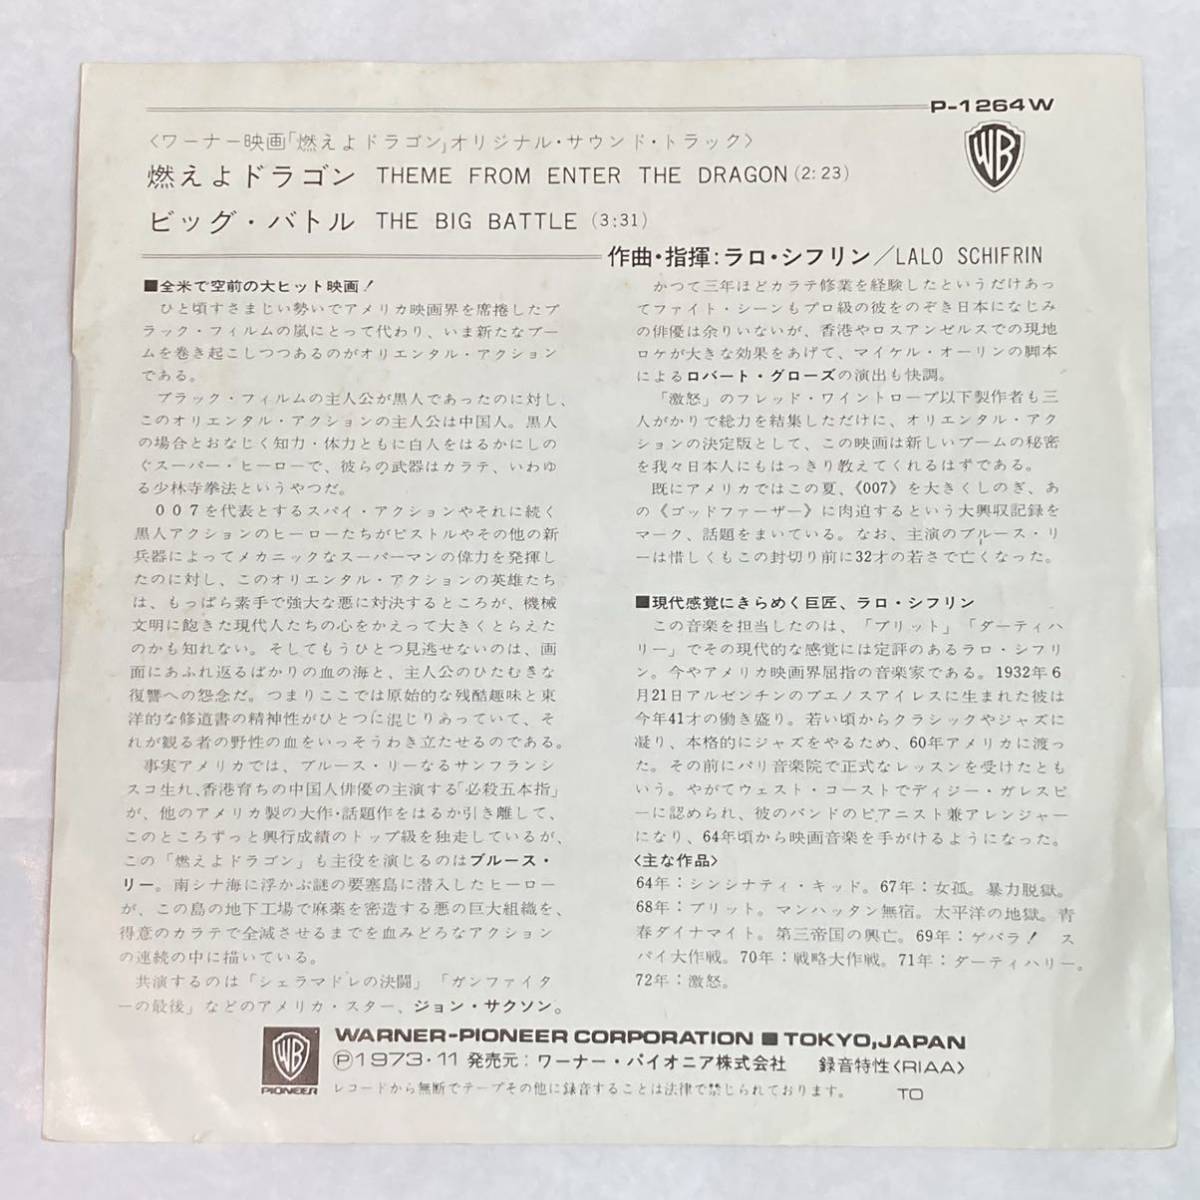 P-1264W
WB
〈ワーナー映画「燃えよドラゴン」オリジナル・サウンド・トラック〉
燃えよドラゴン THEME FROM ENTER THE DRAGON (2:23)
ビッグ・バトル THE BIG BATTLE (3:31)
作曲・指揮：ラロ・シフリン／LALO SCHIFRIN
■全米で空前の大ヒット映画！
ひと頃すさまじい勢いでアメリカ映画界を席捲したブ
ラック・フィルムの嵐にとって代わり、いま新たなブー
ムを巻き起こしつつあるのがオリエンタル・アクション
である。
ブラック・フィルムの主人公が黒人であったのに対し、
このオリエンタル・アクションの主人公は中国人。黒人
の場合とおなじく知力・体力ともに白人をはるかにしの
ぐスーパー・ヒーローで、彼らの武器はカラテ、いわゆ
る少林寺拳法というやつだ。
007を代表とするスパイ・アクションやそれに続く
黒人アクションのヒーローたちがピストルやその他の新
兵器によってメカニックなスーパーマンの偉力を発揮し
たのに対し、このオリエンタル・アクションの英雄たち
は、もっぱら素手で強大な悪に対決するところが、機械
文明に飽きた現代人たちの心をかえって大きくとらえた
のかも知れない。そしてもうひとつ見逃せないのは、画
面にあふれ返るばかりの血の海と、主人公のひたむきな
復讐への怨念だ。つまりここでは原始的な残酷趣味と東
洋的な修道書の精神性がひとつに混じりあっていて、そ
れが観る者の野性の血をいっそうわき立たせるのである。
事実アメリカでは、ブルース・リーなるサンフランシ
スコ生れ、香港育ちの中国人俳優の主演する「必殺五本指」
が、他のアメリカ製の大作・話題作をはるか引き離して、
このところずっと興行成績のトップ級を独走しているが、
この「燃えよドラゴン」も主役を演じるのはブルース・
リー。南シナ海に浮かぶ謎の要塞島に潜入したヒーロー
が、この島の地下工場で麻薬を密造する悪の巨大組織を、
得意のカラテで全滅させるまでを血みどろなアクション
の連続の中に描いている。
共演するのは「シェラマドレの決闘」「ガンファイタ
ーの最後」などのアメリカ・スター、ジョン・サクソン。
かつて三年ほどカラテ修業を経験したというだけあっ
てファイト・シーンもプロ級の彼をのぞき日本になじみ
の俳優は余りいないが、香港やロスアンゼルスでの現地
ロケが大きな効果をあげて、マイケル・オーリンの脚本
によるロバート・グローズの演出も快調。
「激怒」のフレッド・ワイントローブ以下製作者も三
人がかりで総力を結集しただけに、オリエンタル・アク
ションの決定版として、この映画は新しいブームの秘密
を我々日本人にもはっきり教えてくれるはずである。
既にアメリカではこの夏、《007》を大きくしのぎ、あ
の《ゴッドファーザー》に肉迫するという大興収記録を
マーク、話題をまいている。なお、主演のブルース・リ
ーは惜しくもこの封切り前に32才の若さで亡くなった。
■現代感覚にきらめく巨匠、ラロ・シフリン
この音楽を担当したのは、「ブリット」「ダーティハ
リー」でその現代的な感覚には定評のあるラロ・シフリ
ン。今やアメリカ映画界屈指の音楽家である。1932年6
月21日アルゼンチンのブエノスアイレスに生まれた彼は
今年41才の働き盛り。若い頃からクラシックやジャズに
凝り、本格的にジャズをやるため、60年アメリカに渡っ
た。その前にパリ音楽院で正式なレッスンを受けたとも
いう。やがてウェスト・コーストでディジー・ガレスピ
ーに認められ、彼のバンドのピアニスト兼アレンジャー
になり、64年頃から映画音楽を手がけるようになった。
〈主な作品〉
64年：シンシナティ・キッド。67年：女狐。暴力脱獄。
68年：ブリット。マンハッタン無宿。太平洋の地獄。青
春ダイナマイト。第三帝国の興亡。69年：ゲバラ！ ス
パイ大作戦。70年：戦略大作戦。71年：ダーティハリー。
72年：激怒。
WB
PIONEER
WARNER-PIONEER CORPORATION ■ TOKYO, JAPAN
Ⓟ1973・11 発売元：ワーナー・パイオニア株式会社 録音特性〈RIAA〉
レコードから無断でテープその他に録音することは法律で禁じられております。 TO